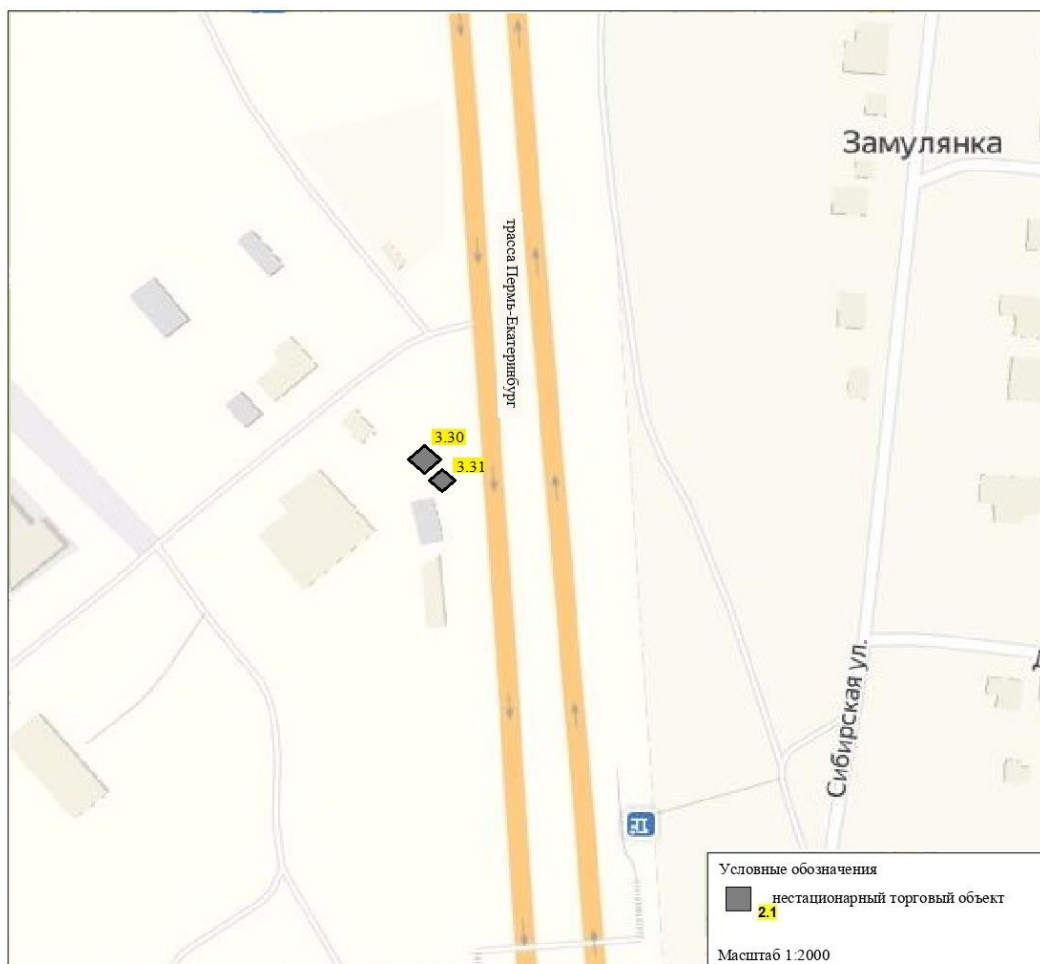 Замулянка
трасса Пермь-Екатеринбург
3.30
3.31
Сибирская ул.
Условные обозначения
нестационарный торговый объект
2.1
Масштаб 1:2000